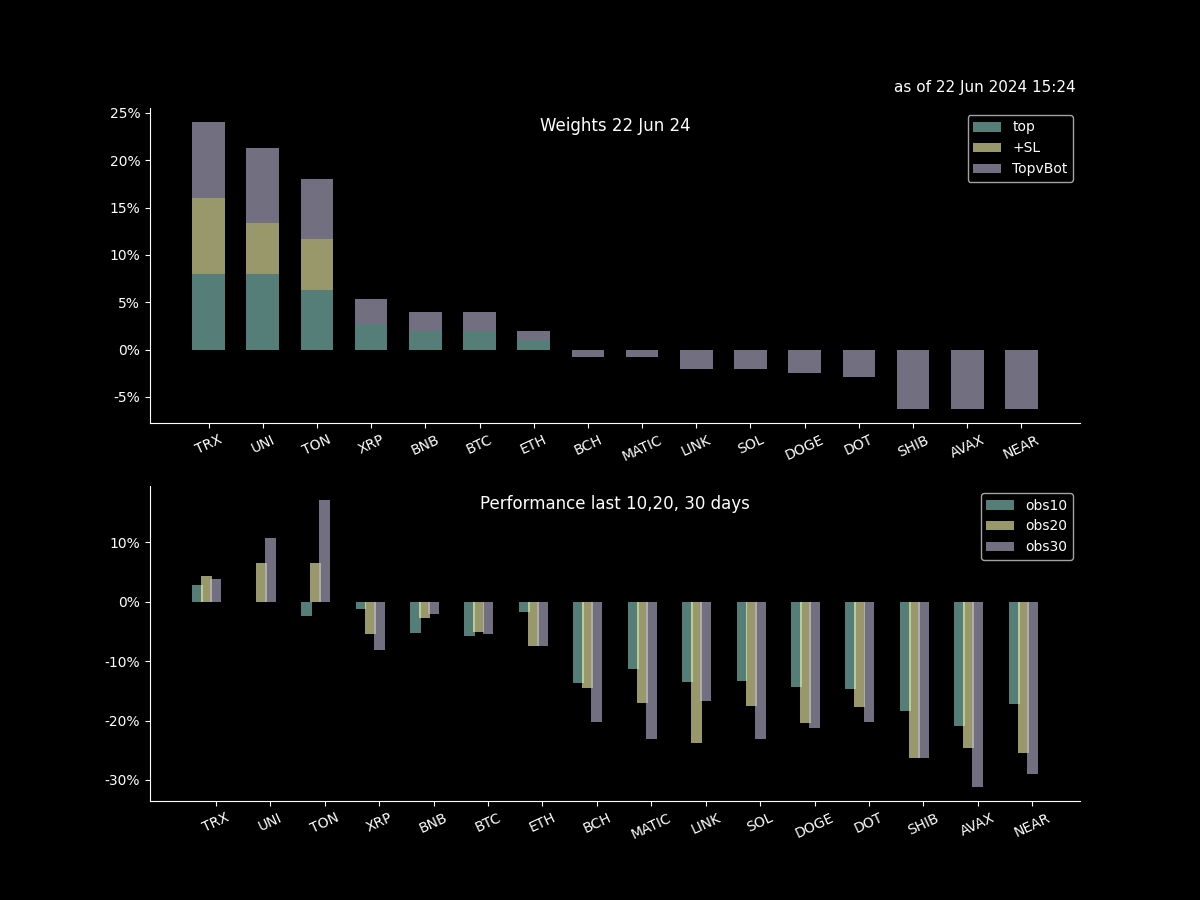 as of 22 Jun 2024 15:24
Weights 22 Jun 24
top
+SL
TopvBot
25%
20%
15%
10%
5%
0%
-5%
TRX UNI TON XRP BNB BTC ETH BCH MATIC LINK SOL DOGE DOT SHIB AVAX NEAR
Performance last 10,20, 30 days
obs10
obs20
obs30
10%
0%
-10%
-20%
-30%
TRX UNI TON XRP BNB BTC ETH BCH MATIC LINK SOL DOGE DOT SHIB AVAX NEAR